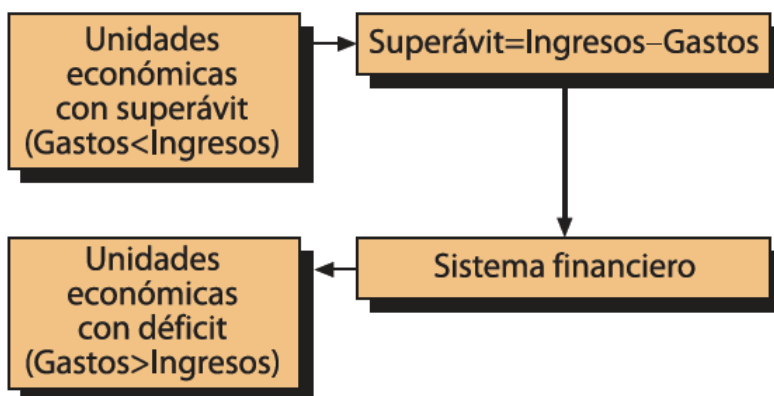 Unidades
económicas
con superávit
(Gastos<Ingresos)
Superávit=Ingresos–Gastos
Unidades
económicas
con déficit
(Gastos>Ingresos)
Sistema financiero